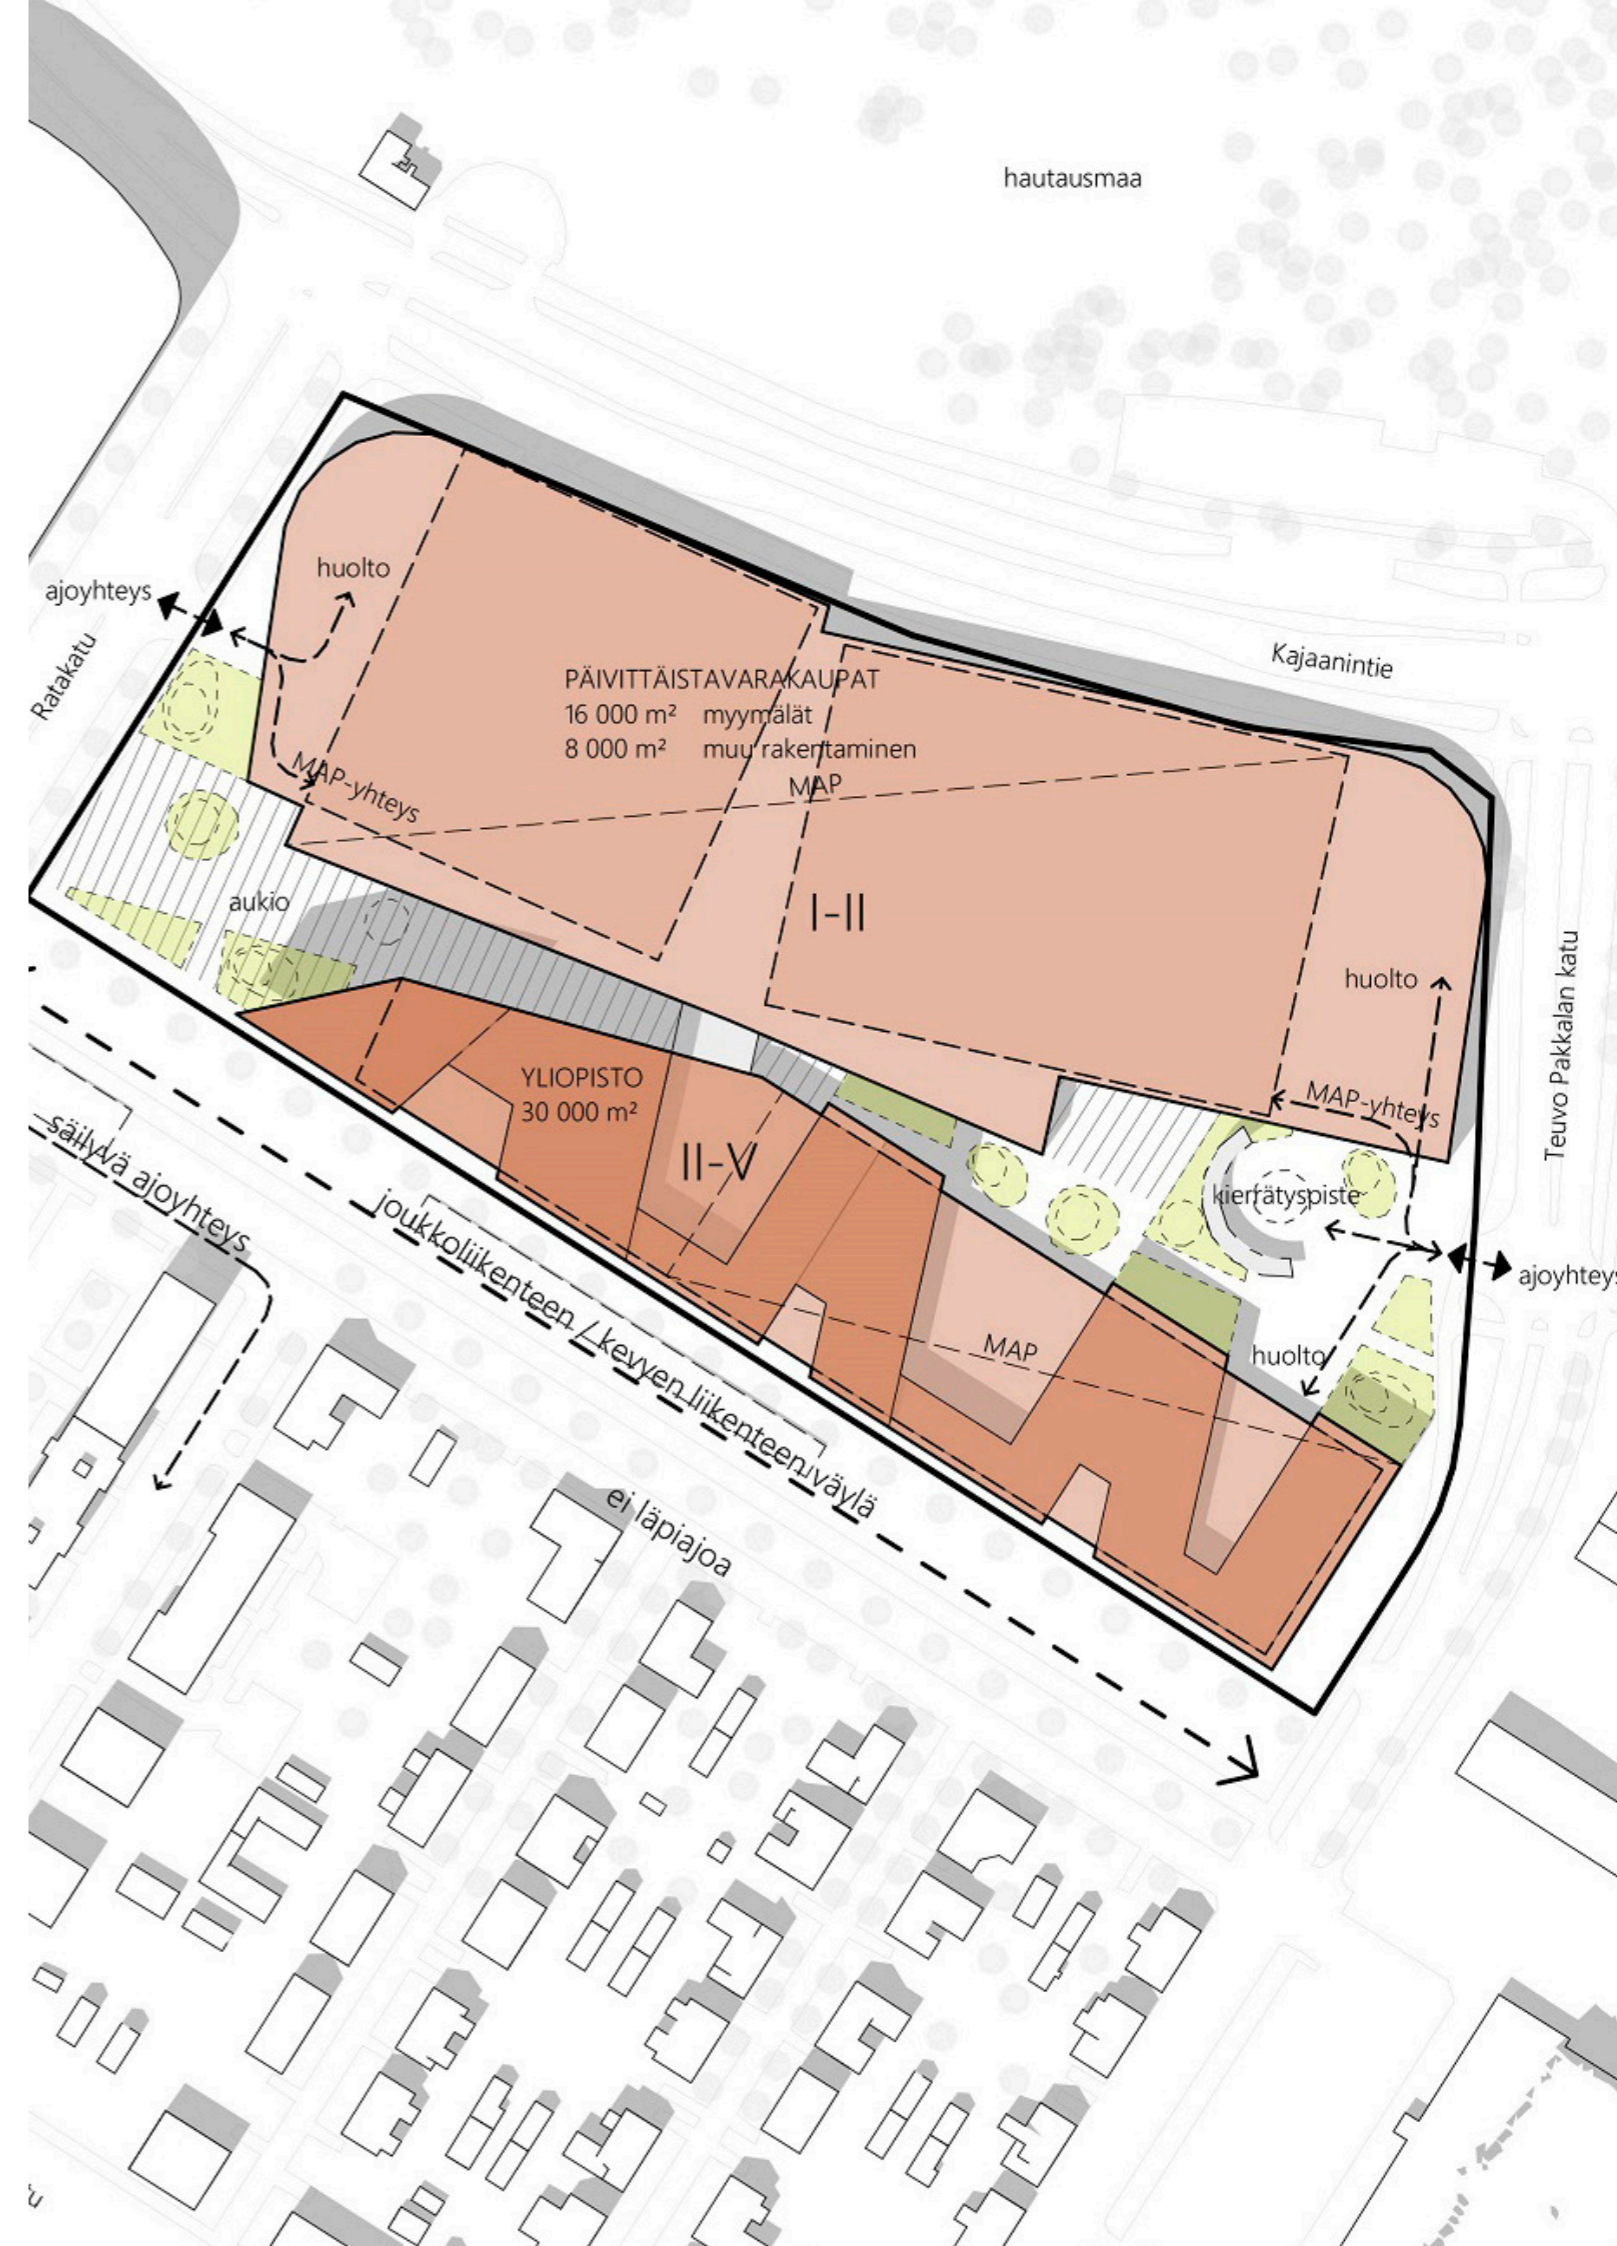 hautausmaa
huolto
ajoyhteys
Ratakatu
Kajaanintie
PÄIVITTÄISTAVARAKAUPAT
16 000 m² myymälät
8 000 m² muu rakentaminen
MAP
MAP-yhteys
aukio
I-II
huolto
Teuvo Pakkalan katu
YLIOPISTO
30 000 m²
MAP-yhteys
II-V
kierrätyspiste
säilyvä ajoyhteys
ajoyhteys
joukkoliikenteen / kevyen liikenteen väylä
MAP
huolto
ei läpiajoa